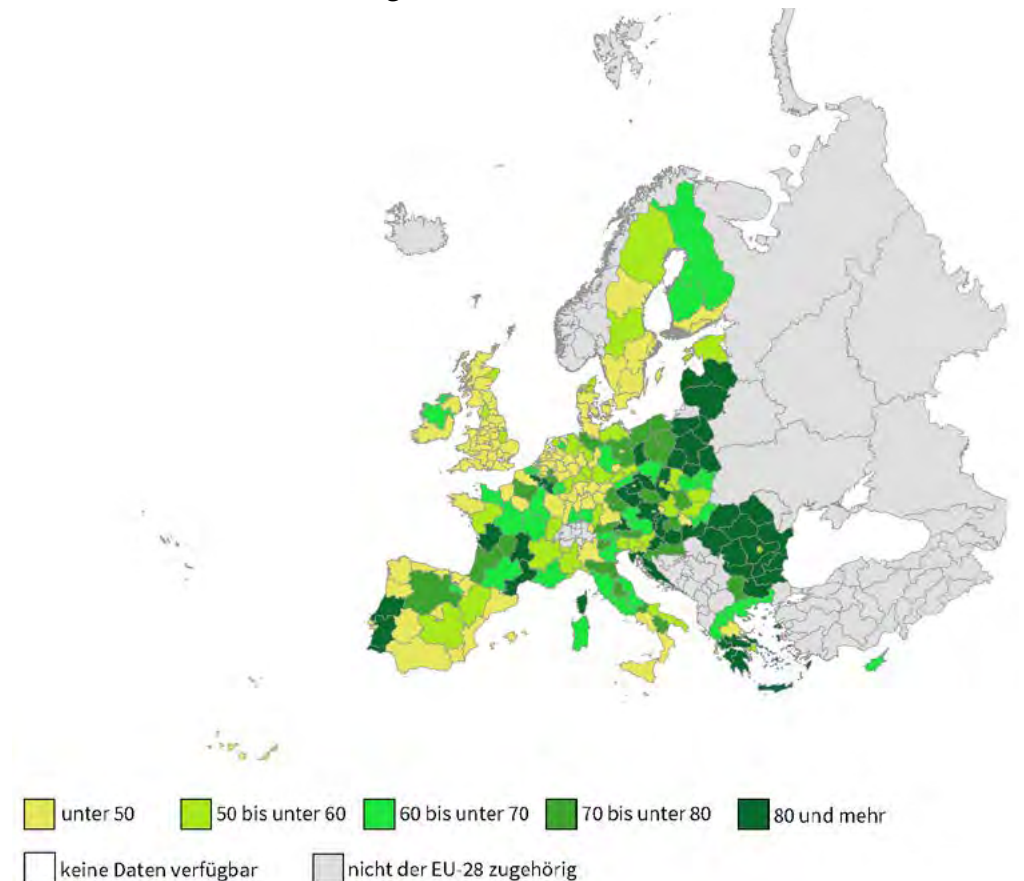 unter 50 50 bis unter 60 60 bis unter 70 70 bis unter 80 80 und mehr
keine Daten verfügbar nicht der EU-28 zugehörig